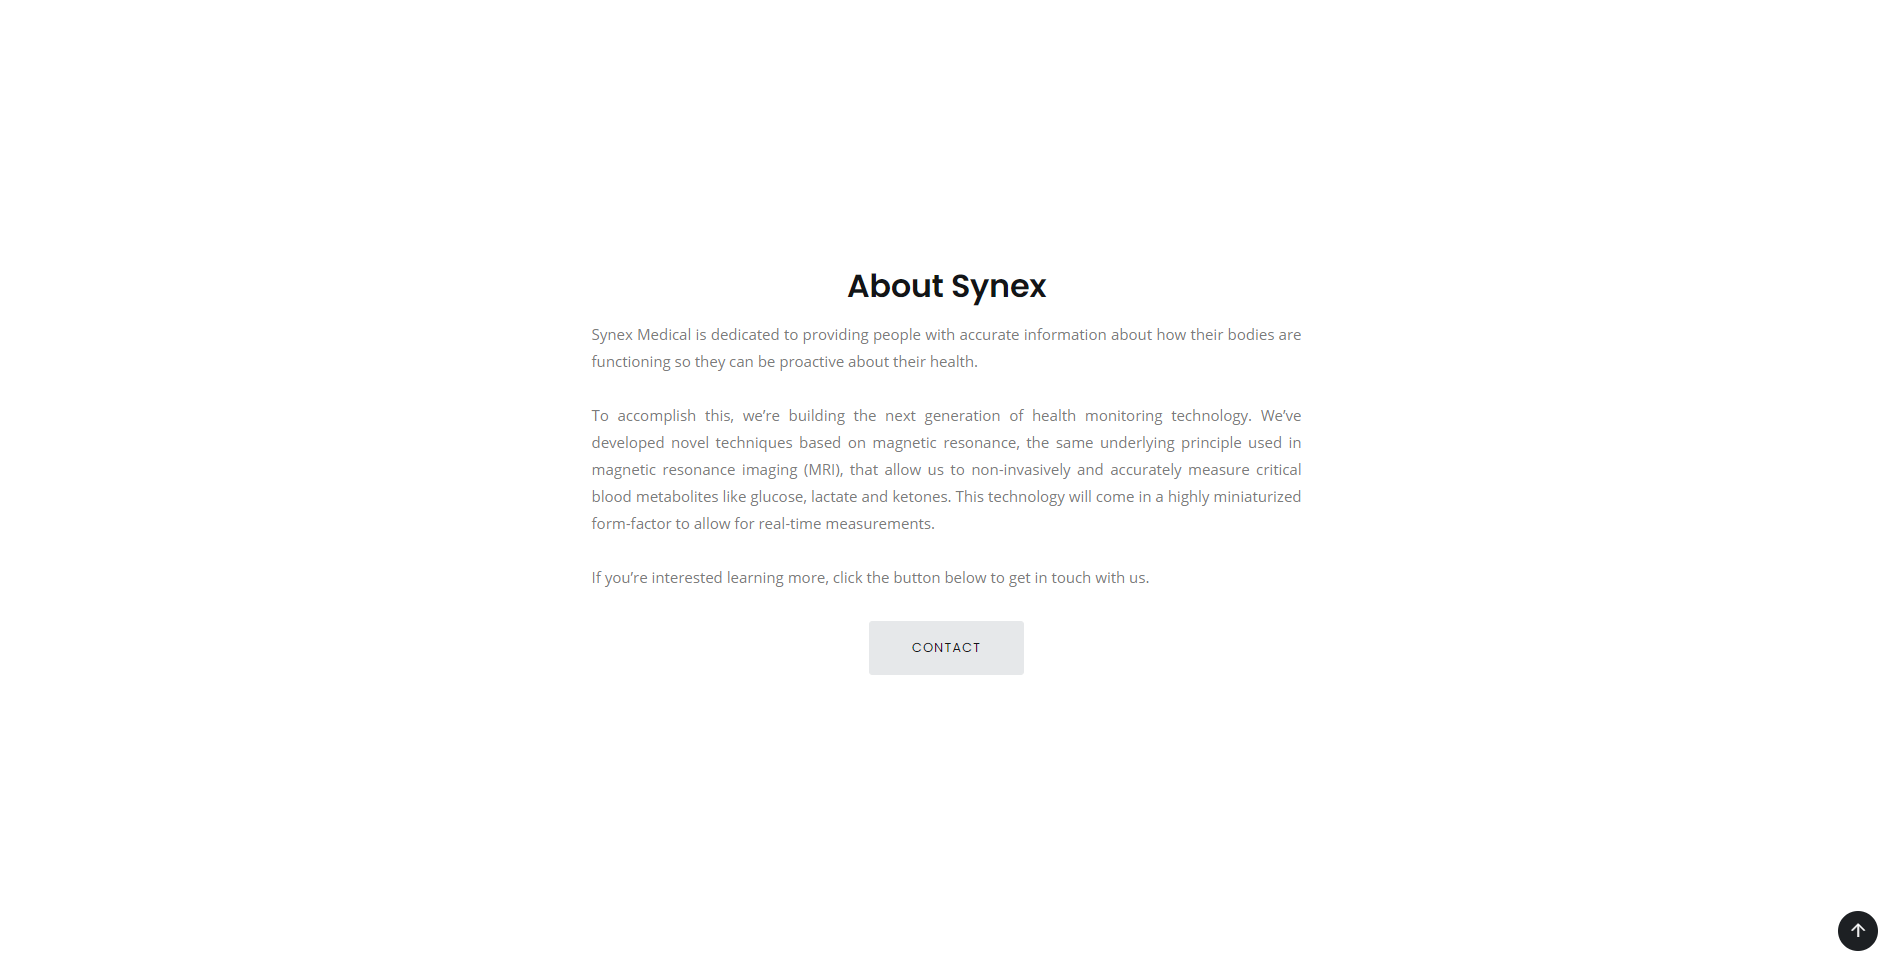 About Synex
Synex Medical is dedicated to providing people with accurate information about how their bodies are
functioning so they can be proactive about their health.
To accomplish this, we’re building the next generation of health monitoring technology. We’ve
developed novel techniques based on magnetic resonance, the same underlying principle used in
magnetic resonance imaging (MRI), that allow us to non-invasively and accurately measure critical
blood metabolites like glucose, lactate and ketones. This technology will come in a highly miniaturized
form-factor to allow for real-time measurements.
If you’re interested learning more, click the button below to get in touch with us.
CONTACT